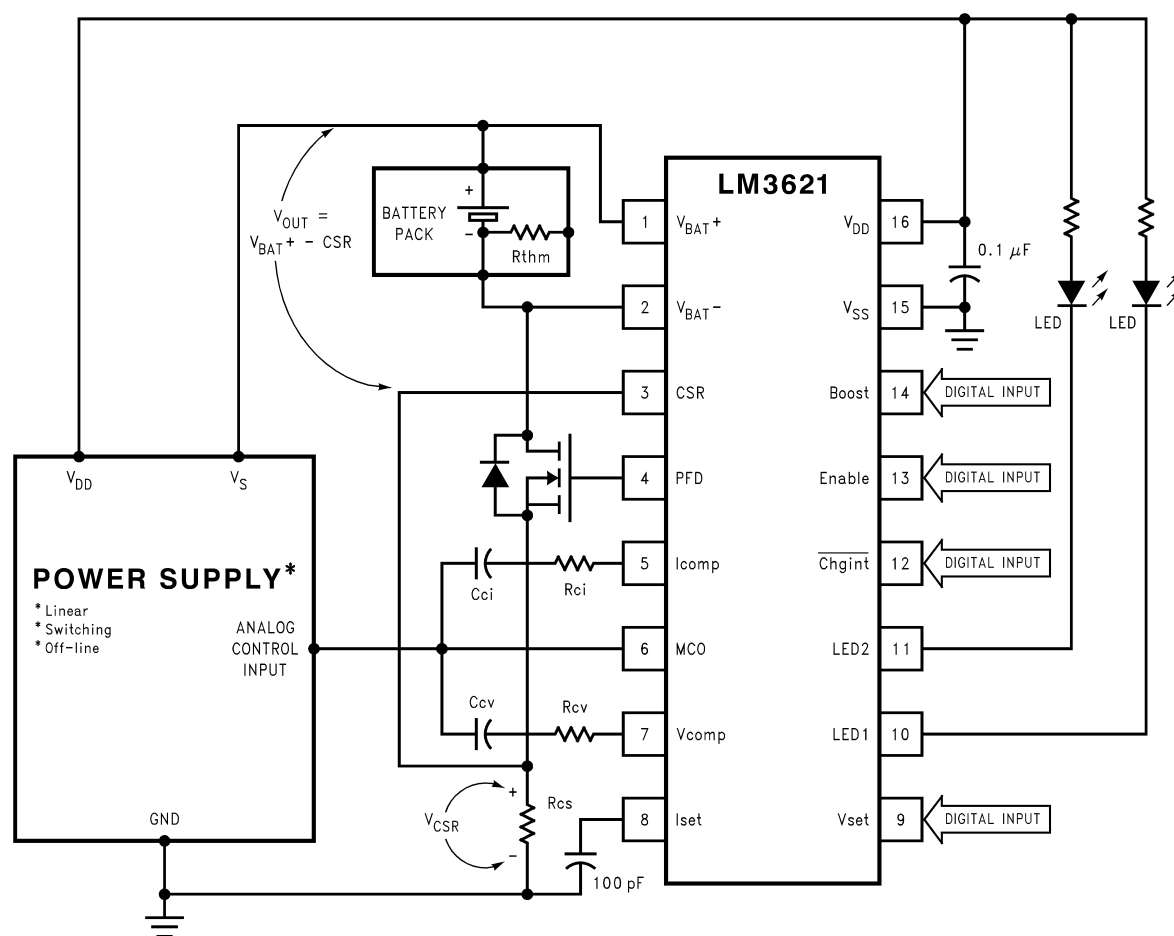 LM3621
V_OUT =
V_BAT+ - CSR
BATTERY
PACK
+
-
Rthm
1
V_BAT+
2
V_BAT-
3
CSR
4
PFD
5
Icomp
6
MCO
7
Vcomp
8
Iset
V_DD
16
V_SS
15
Boost
14
DIGITAL INPUT
Enable
13
DIGITAL INPUT
C̅h̅g̅i̅n̅t̅
12
DIGITAL INPUT
LED2
11
LED1
10
Vset
9
DIGITAL INPUT
0.1 μF
LED
LED
V_DD
V_S
POWER SUPPLY*
* Linear
* Switching
* Off-line
ANALOG
CONTROL
INPUT
GND
Cci
Rci
Ccv
Rcv
V_CSR
+
-
Rcs
100 pF